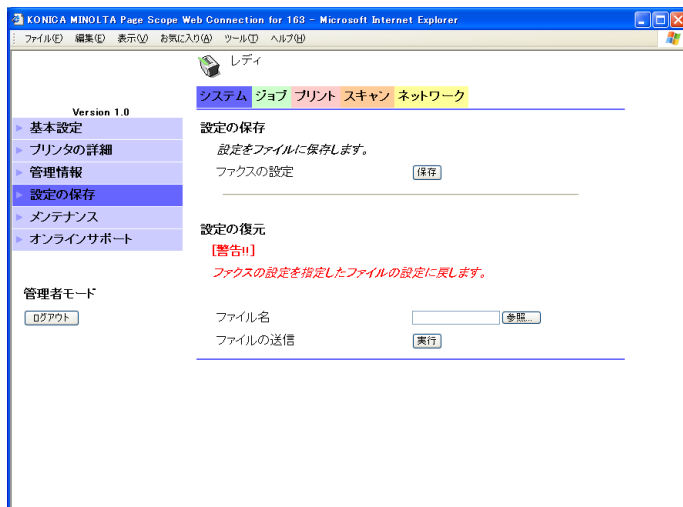 KONICA MINOLTA Page Scope Web Connection for 163 - Microsoft Internet Explorer
ファイル(F) 編集(E) 表示(V) お気に入り(A) ツール(T) ヘルプ(H)
レディ
システム ジョブ プリント スキャン ネットワーク
Version 1.0
基本設定
プリンタの詳細
管理情報
設定の保存
メンテナンス
オンラインサポート
管理者モード
ログアウト
設定の保存
設定をファイルに保存します。
ファクスの設定 保存
設定の復元
[警告!!]
ファクスの設定を指定したファイルの設定に戻します。
ファイル名 参照...
ファイルの送信 実行